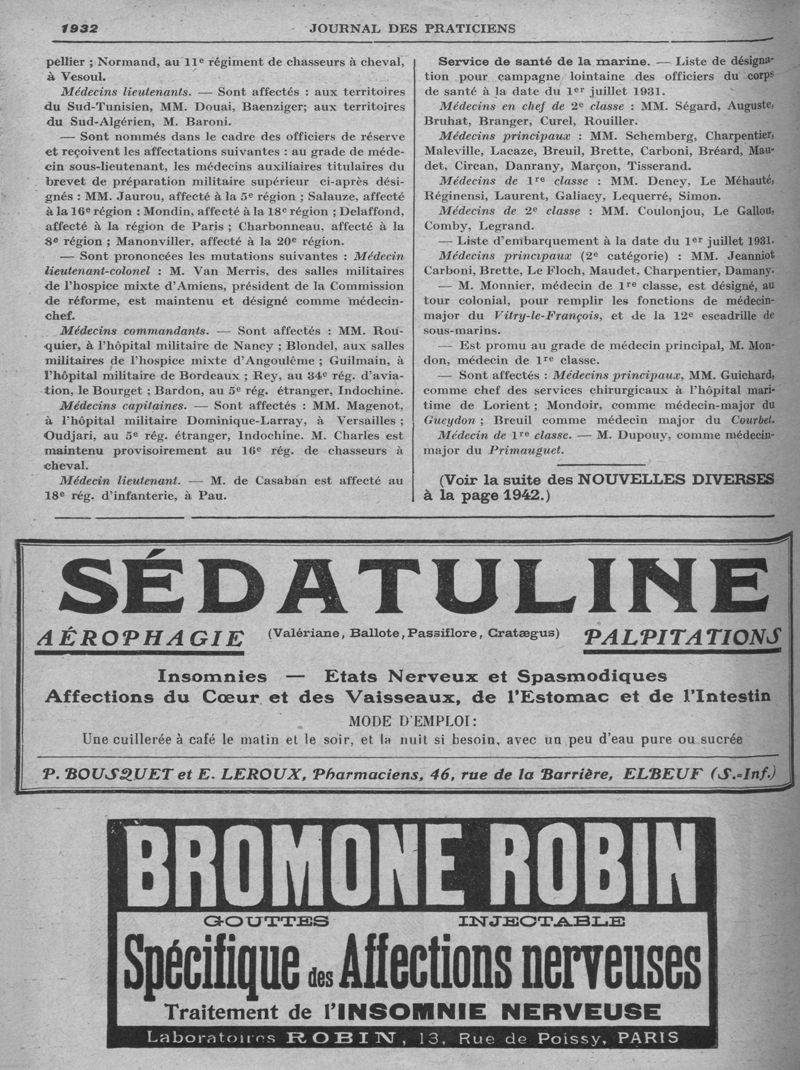 1932
JOURNAL DES PRATICIENS
pellier ; Normand, au 11e régiment de chasseurs à cheval,
à Vesoul.
Médecins lieutenants. — Sont affectés : aux territoires
du Sud-Tunisien, MM. Douai, Baenziger; aux territoires
du Sud-Algérien, M. Baroni.
— Sont nommés dans le cadre des officiers de réserve
et reçoivent les affectations suivantes : au grade de méde-
cin sous-lieutenant, les médecins auxiliaires titulaires du
brevet de préparation militaire supérieur ci-après dési-
gnés : MM. Jaurou, affecté à la 5e région ; Salauze, affecté
à la 16e région : Mondin, affecté à la 18e région ; Delaffond,
affecté à la région de Paris ; Charbonneau, affecté à la
8e région ; Manonviller, affecté à la 20e région.
— Sont prononcées les mutations suivantes : Médecin
lieutenant-colonel : M. Van Merris, des salles militaires
de l'hospice mixte d'Amiens, président de la Commission
de réforme, est maintenu et désigné comme médecin-
chef.
Médecins commandants. — Sont affectés : MM. Rou-
quier, à l'hôpital militaire de Nancy ; Blondel, aux salles
militaires de l'hospice mixte d'Angoulême ; Guilmain, à
l'hôpital militaire de Bordeaux ; Rey, au 34e rég. d'avia-
tion, le Bourget ; Bardon, au 5e rég. étranger, Indochine.
Médecins capitaines. — Sont affectés : MM. Magenot,
à l'hôpital militaire Dominique-Larray, à Versailles ;
Oudjari, au 5e rég. étranger, Indochine. M. Charles est
maintenu provisoirement au 16e rég. de chasseurs à
cheval.
Médecin lieutenant. — M. de Casaban est affecté au
18e rég. d'infanterie, à Pau.
Service de santé de la marine. — Liste de désigna-
tion pour campagne lointaine des officiers du corps
de santé à la date du 1er juillet 1931.
Médecins en chef de 2e classe : MM. Ségard, Auguste,
Bruhat, Branger, Curel, Rouiller.
Médecins principaux : MM. Schemberg, Charpentier,
Maleville, Lacaze, Breuil, Brette, Carboni, Bréard, Mau-
det, Circan, Danrany, Marçon, Tisserand.
Médecins de 1re classe : MM. Deney, Le Méhauté,
Réginensi, Laurent, Galiacy, Lequerré, Simon.
Médecins de 2e classe : MM. Coulonjou, Le Gallou,
Comby, Legrand.
— Liste d'embarquement à la date du 1er juillet 1931.
Médecins principaux (2e catégorie) : MM. Jeanniot
Carboni, Brette, Le Floch, Maudet, Charpentier, Damany.
— M. Monnier, médecin de 1re classe, est désigné, au
tour colonial, pour remplir les fonctions de médecin-
major du Vitry-le-François, et de la 12e escadrille de
sous-marins.
— Est promu au grade de médecin principal, M. Mon-
don, médecin de 1re classe.
— Sont affectés : Médecins principaux, MM. Guichard,
comme chef des services chirurgicaux à l'hôpital mari-
time de Lorient ; Mondoir, comme médecin-major du
Gueydon ; Breuil comme médecin major du Courbet.
Médecin de 1re classe. — M. Dupouy, comme médecin-
major du Primauguet.
(Voir la suite des NOUVELLES DIVERSES
à la page 1942.)
SÉDATULINE
AÉROPHAGIE (Valériane, Ballote, Passiflore, Cratægus) PALPITATIONS
Insomnies — Etats Nerveux et Spasmodiques
Affections du Cœur et des Vaisseaux, de l'Estomac et de l'Intestin
MODE D'EMPLOI:
Une cuillerée à café le matin et le soir, et la nuit si besoin, avec un peu d'eau pure ou sucrée
P. BOUSQUET et E. LEROUX, Pharmaciens, 46, rue de la Barrière, ELBEUF (S.-Inf.)
BROMONE ROBIN
GOUTTES INJECTABLE
Spécifique des Affections nerveuses
Traitement de l'INSOMNIE NERVEUSE
Laboratoires ROBIN, 13, Rue de Poissy, PARIS